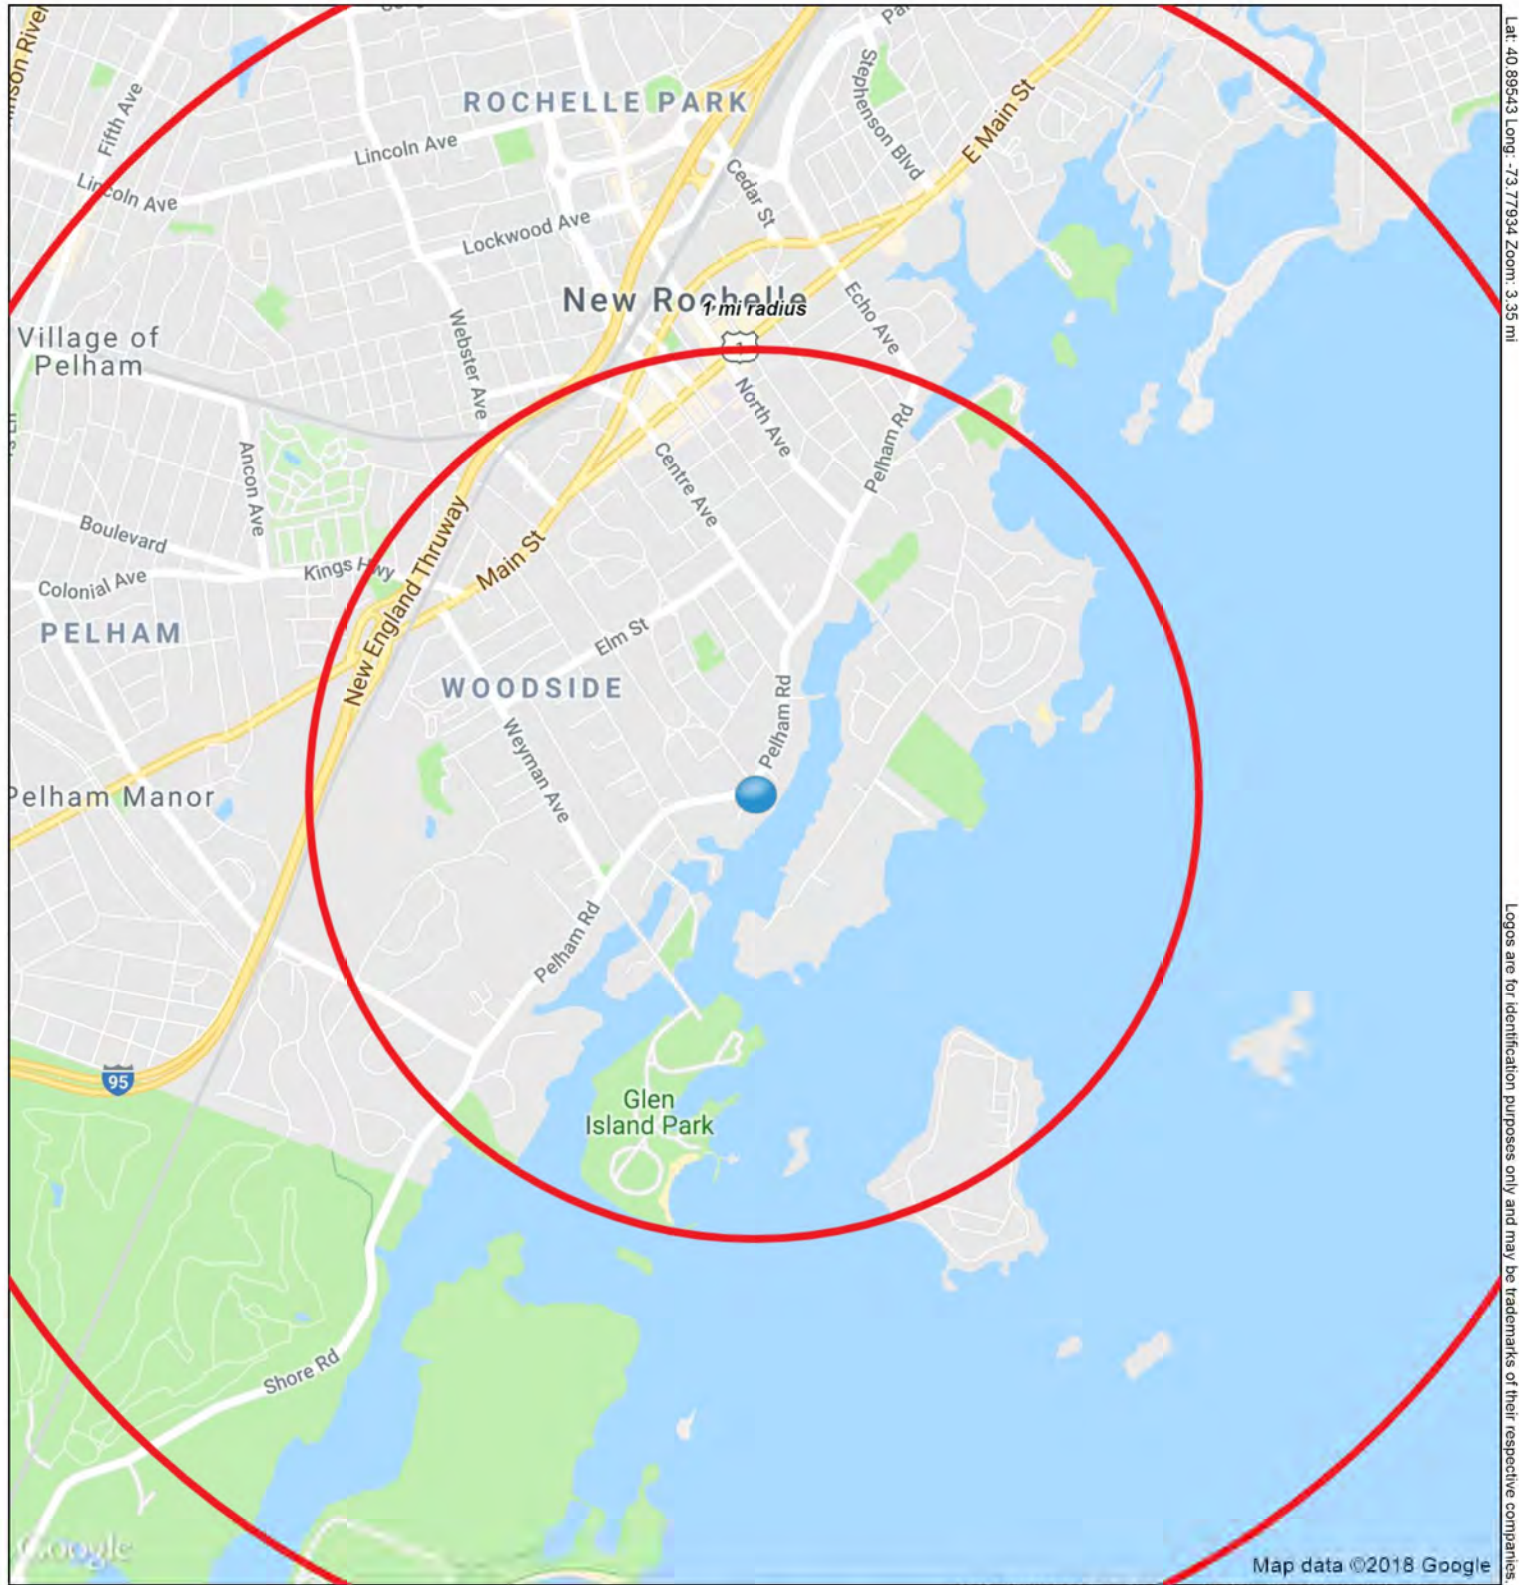 Fifth Ave
Stephenson Blvd
E Main St
ROCHELLE PARK
Lincoln Ave
Lincoln Ave
Cedar St
Lockwood Ave
New Rochelle
1 mi radius
Echo Ave
Village of
Pelham
Webster Ave
North Ave
Pelham Rd
Ancon Ave
Centre Ave
Boulevard
Kings Hwy
Colonial Ave
New England Thruway
Main St
PELHAM
Elm St
WOODSIDE
Pelham Rd
Weyman Ave
Pelham Manor
Pelham Rd
95
Glen
Island Park
Shore Rd
Google
Map data ©2018 Google
Lat: 40.89543 Long: -73.77934 Zoom: 3.35 mi
Logos are for identification purposes only and may be trademarks of their respective companies.